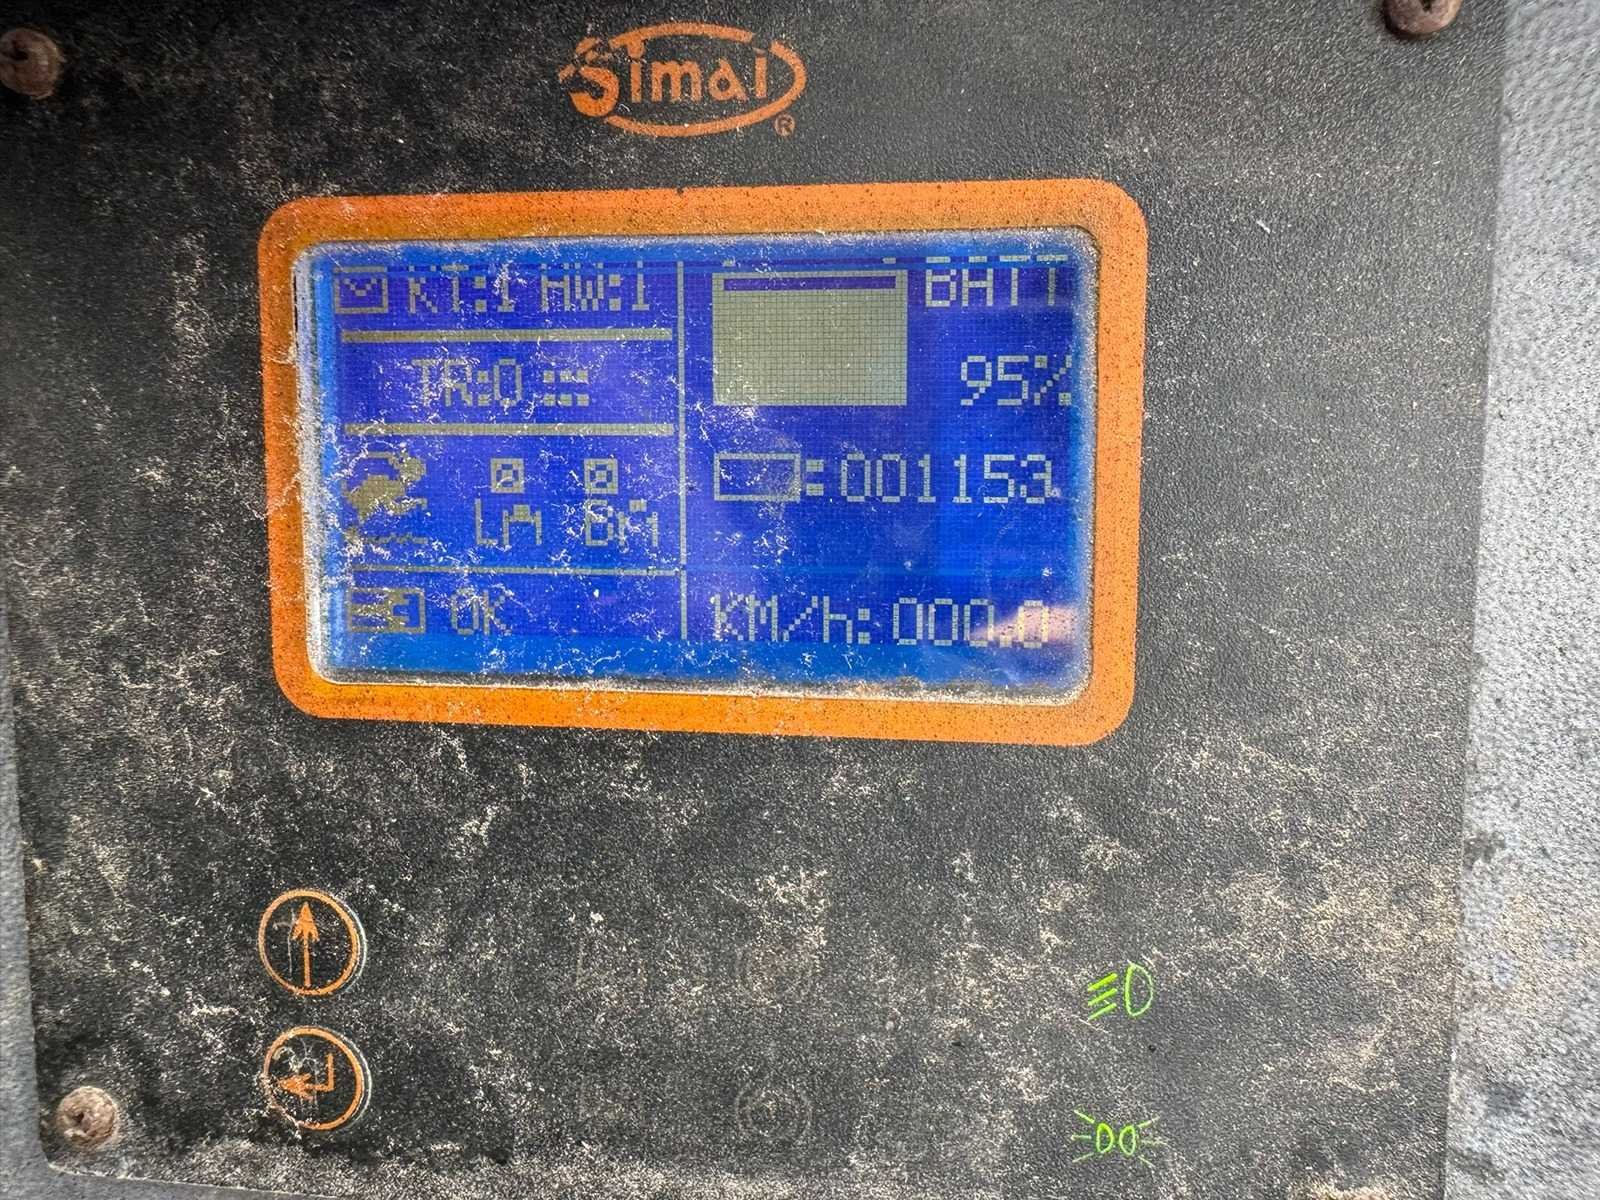 Simai
®
KT:1 HW:1
TR:0
LM BM
OK
BATT
95%
:001153
KM/h:000.0